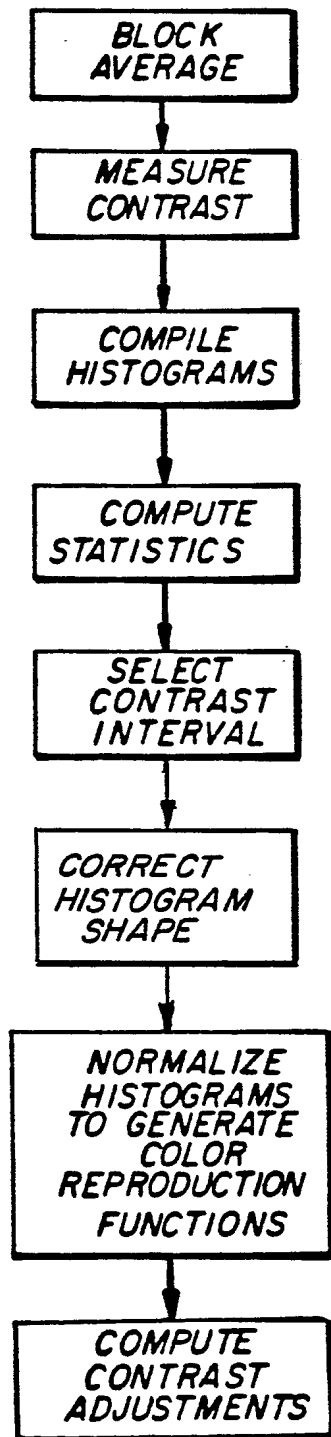 BLOCK
AVERAGE
MEASURE
CONTRAST
COMPILE
HISTOGRAMS
COMPUTE
STATISTICS
SELECT
CONTRAST
INTERVAL
CORRECT
HISTOGRAM
SHAPE
NORMALIZE
HISTOGRAMS
TO GENERATE
COLOR
REPRODUCTION
FUNCTIONS
COMPUTE
CONTRAST
ADJUSTMENTS